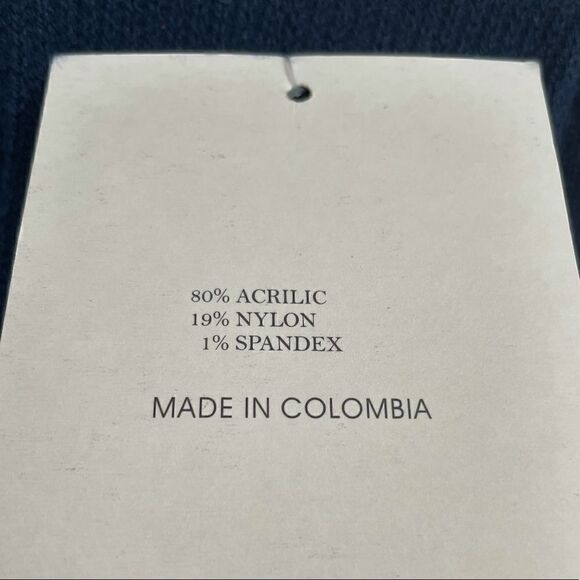 80% ACRILIC
19% NYLON
1% SPANDEX
MADE IN COLOMBIA